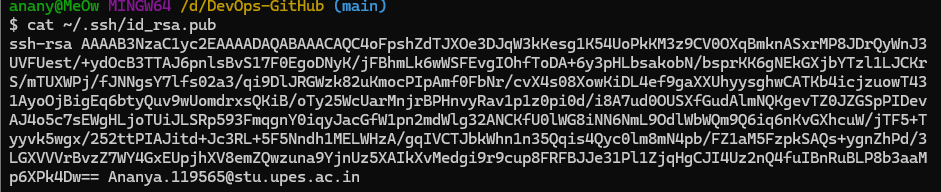 anany@MeOw MINGW64 /d/DevOps-GitHub (main)
$ cat ~/.ssh/id_rsa.pub
ssh-rsa AAAAB3NzaC1yc2EAAAADAQABAAACAQC4oFpshZdTJXOe3DJqW3kKesg1K54UoPkKM3z9CV0OXqBmknASxrMP8JDrQyWnJ3
UVFUest/+ydOcB3TTAJ6pnlsBvS17F0EgoDNyK/jFBhmLk6wWSFEvgIOhfToDA+6y3pHLbsakobN/bsprKK6gNEkGXjbYTzl1LJCKr
S/mTUXWPj/fJNNgsY7lfs02a3/qi9DlJRGWzk82uKmocPIpAmf0FbNr/cvX4s08XowKiDL4ef9gaXXUhyysghwCATKb4icjzuowT43
1AyoOjBigEq6btyQuv9wUomdrxsQKiB/oTy25WcUarMnjrBPHnvyRav1p1z0pi0d/i8A7ud0OUSXfGudAlmNQKgevTZ0JZGSpPIDev
AJ4o5c7sEWgHLjoTUiJLSRp593FmqgnY0iqyJacGfW1pn2mdWlg32ANCKfU0lWG8iNN6NmL9OdlWbWQm9Q6iq6nKvGXhcuW/jTF5+T
yyvk5wgx/252ttPIAJitd+Jc3RL+5F5Nndh1MELWHzA/gqIVCTJbkWhn1n35Qqis4Qyc0lm8mN4pb/FZ1aM5FzpkSAQs+ygnZhPd/3
LGXVVVrBvzZ7WY4GxEUpjhXV8emZQwzuna9YjnUz5XAIkXvMedgi9r9cup8FRFBJJe31Pl1ZjqHgCJI4Uz2nQ4fuIBnRuBLP8b3aaM
p6XPk4Dw== Ananya.119565@stu.upes.ac.in